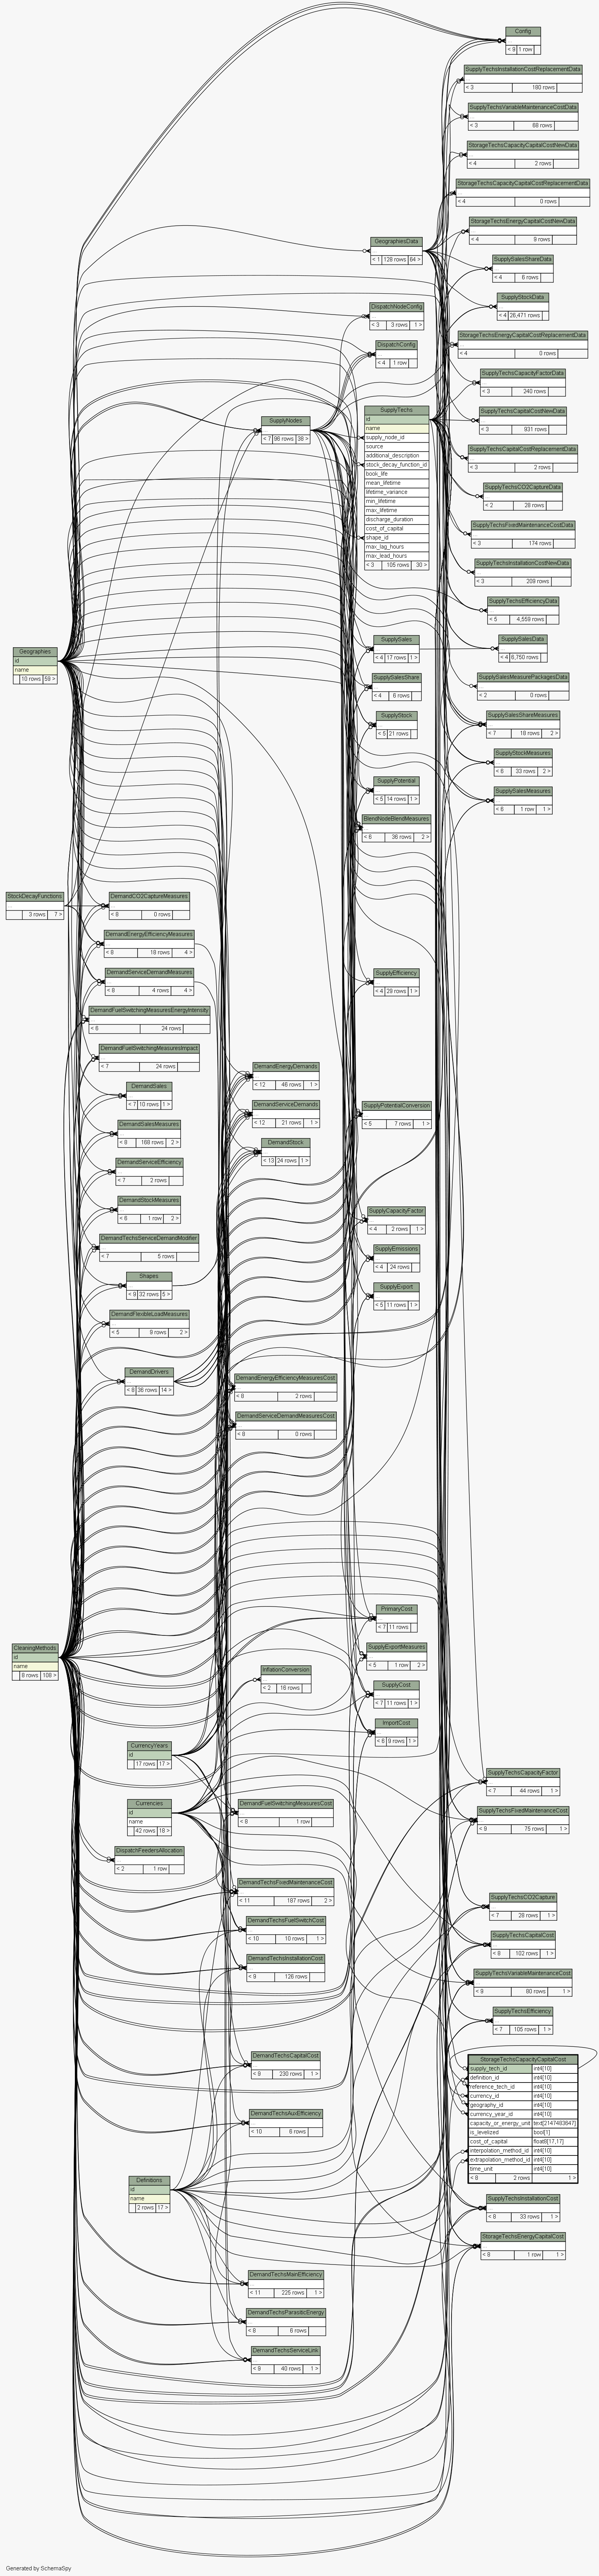 Config
...
< 9 1 row
SupplyTechsInstallationCostReplacementData
...
< 3 180 rows
SupplyTechsVariableMaintenanceCostData
...
< 3 68 rows
StorageTechsCapacityCapitalCostNewData
...
< 4 2 rows
StorageTechsCapacityCapitalCostReplacementData
...
< 4 0 rows
StorageTechsEnergyCapitalCostNewData
...
< 4 9 rows
GeographiesData
...
< 1 128 rows 64 >
SupplySalesShareData
...
< 4 6 rows
SupplyStockData
...
< 4 26,471 rows
DispatchNodeConfig
...
< 3 3 rows 1 >
StorageTechsEnergyCapitalCostReplacementData
...
< 4 0 rows
DispatchConfig
...
< 4 1 row
SupplyTechsCapacityFactorData
...
< 3 240 rows
SupplyTechsCapitalCostNewData
...
< 3 931 rows
SupplyTechsCapitalCostReplacementData
...
< 3 2 rows
SupplyTechsCO2CaptureData
...
< 2 28 rows
SupplyTechsFixedMaintenanceCostData
...
< 3 174 rows
SupplyTechsInstallationCostNewData
...
< 3 209 rows
SupplyTechsEfficiencyData
...
< 5 4,559 rows
SupplyNodes
...
< 7 96 rows 38 >
SupplyTechs
id
name
supply_node_id
source
additional_description
stock_decay_function_id
book_life
mean_lifetime
lifetime_variance
min_lifetime
max_lifetime
discharge_duration
cost_of_capital
shape_id
max_lag_hours
max_lead_hours
< 3 105 rows 30 >
Geographies
id
name
10 rows 59 >
SupplySales
...
< 4 17 rows 1 >
SupplySalesData
...
< 4 6,750 rows
SupplySalesShare
...
< 4 6 rows
SupplySalesMeasurePackagesData
...
< 2 0 rows
SupplyStock
...
< 5 21 rows
SupplySalesShareMeasures
...
< 7 18 rows 2 >
SupplyStockMeasures
...
< 6 33 rows 2 >
SupplyPotential
...
< 5 14 rows 1 >
SupplySalesMeasures
...
< 6 1 row 1 >
BlendNodeBlendMeasures
...
< 6 36 rows 2 >
StockDecayFunctions
...
3 rows 7 >
DemandCO2CaptureMeasures
...
< 8 0 rows
DemandEnergyEfficiencyMeasures
...
< 8 18 rows 4 >
DemandServiceDemandMeasures
...
< 8 4 rows 4 >
SupplyEfficiency
...
< 4 29 rows 1 >
DemandFuelSwitchingMeasuresEnergyIntensity
...
< 6 24 rows
DemandFuelSwitchingMeasuresImpact
...
< 7 24 rows
DemandSales
...
< 7 10 rows 1 >
DemandSalesMeasures
...
< 8 188 rows 2 >
DemandServiceEfficiency
...
< 7 2 rows
DemandStockMeasures
...
< 6 1 row 2 >
DemandTechsServiceDemandModifier
...
< 7 5 rows
Shapes
...
< 9 32 rows 5 >
DemandFlexibleLoadMeasures
...
< 5 9 rows 2 >
DemandDrivers
...
< 8 36 rows 14 >
DemandEnergyDemands
...
< 12 46 rows 1 >
DemandServiceDemands
...
< 12 21 rows 1 >
DemandStock
...
< 13 24 rows 1 >
SupplyPotentialConversion
...
< 5 7 rows 1 >
SupplyCapacityFactor
...
< 4 2 rows 1 >
SupplyEmissions
...
< 4 24 rows
SupplyExport
...
< 5 11 rows 1 >
DemandEnergyEfficiencyMeasuresCost
...
< 8 2 rows
DemandServiceDemandMeasuresCost
...
< 8 0 rows
PrimaryCost
...
< 7 11 rows
CleaningMethods
id
name
8 rows 108 >
SupplyExportMeasures
...
< 5 1 row 2 >
InflationConversion
...
< 2 16 rows
SupplyCost
...
< 7 11 rows 1 >
ImportCost
...
< 6 9 rows 1 >
CurrencyYears
id
17 rows 17 >
SupplyTechsCapacityFactor
...
< 7 44 rows 1 >
Currencies
id
name
42 rows 18 >
DemandFuelSwitchingMeasuresCost
...
< 8 1 row
SupplyTechsFixedMaintenanceCost
...
< 9 75 rows 1 >
DispatchFeedersAllocation
...
< 2 1 row
DemandTechsFixedMaintenanceCost
...
< 11 187 rows 2 >
SupplyTechsCO2Capture
...
< 7 28 rows 1 >
DemandTechsFuelSwitchCost
...
< 10 10 rows 1 >
SupplyTechsCapitalCost
...
< 8 102 rows 1 >
DemandTechsInstallationCost
...
< 9 126 rows
SupplyTechsVariableMaintenanceCost
...
< 9 80 rows 1 >
SupplyTechsEfficiency
...
< 7 105 rows 1 >
DemandTechsCapitalCost
...
< 9 230 rows 1 >
StorageTechsCapacityCapitalCost
supply_tech_id int4[10]
definition_id int4[10]
reference_tech_id int4[10]
currency_id int4[10]
geography_id int4[10]
currency_year_id int4[10]
capacity_or_energy_unit text[2147483647]
is_levelized bool[1]
cost_of_capital float8[17,17]
interpolation_method_id int4[10]
extrapolation_method_id int4[10]
time_unit int4[10]
< 8 2 rows 1 >
DemandTechsAuxEfficiency
...
< 10 6 rows
Definitions
id
name
2 rows 17 >
SupplyTechsInstallationCost
...
< 8 33 rows 1 >
StorageTechsEnergyCapitalCost
...
< 8 1 row 1 >
DemandTechsMainEfficiency
...
< 11 225 rows 1 >
DemandTechsParasiticEnergy
...
< 8 6 rows
DemandTechsServiceLink
...
< 9 40 rows 1 >
Generated by SchemaSpy